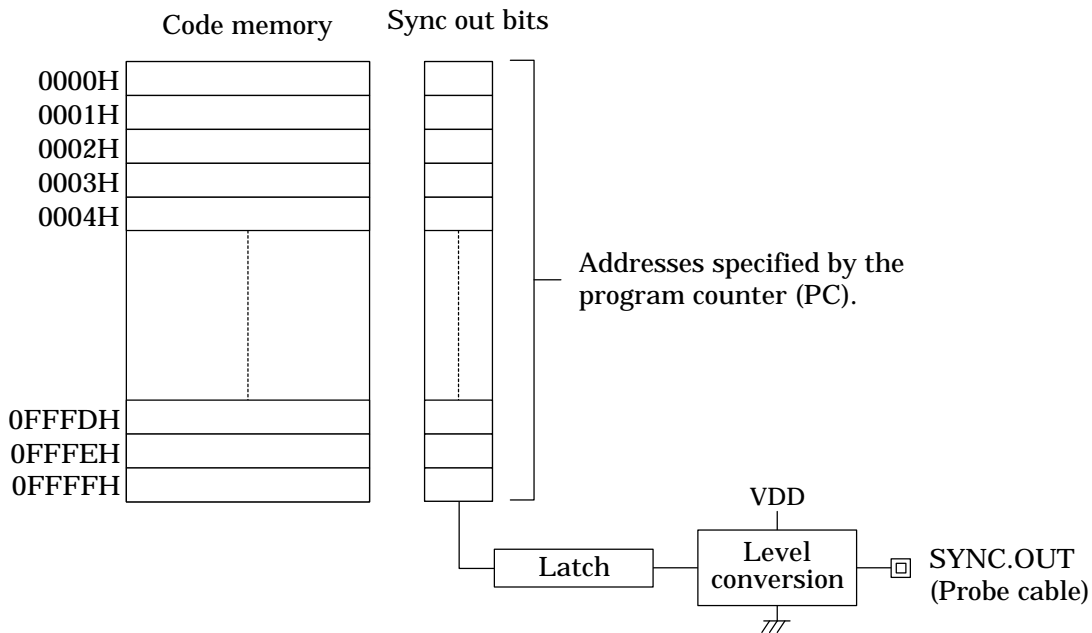 Code memory
Sync out bits
0000H
0001H
0002H
0003H
0004H
Addresses specified by the
program counter (PC).
0FFFDH
0FFFEH
0FFFFH
VDD
Latch
Level
conversion
SYNC.OUT
(Probe cable)